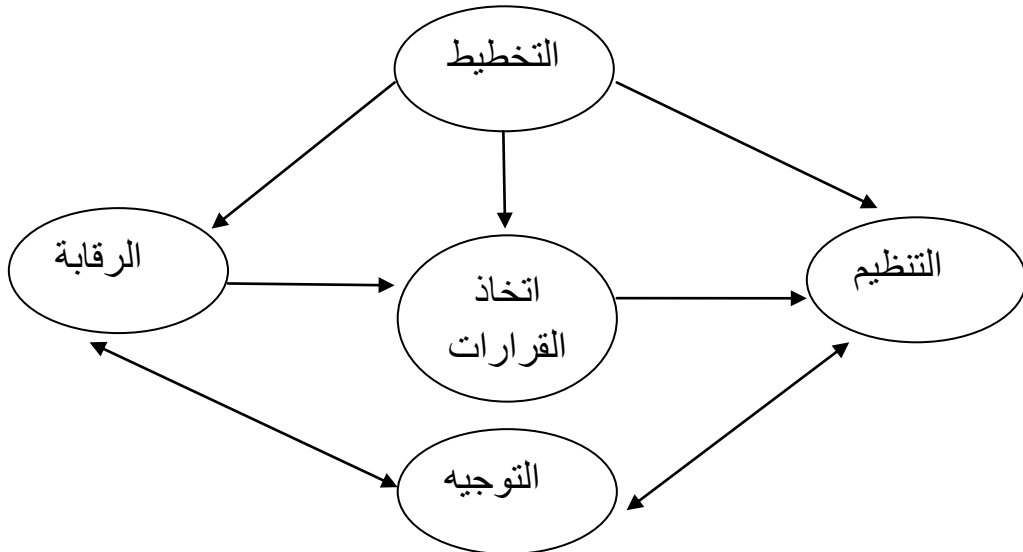 التخطيط
الرقابة
اتخاذ
القرارات
التنظيم
التوجيه